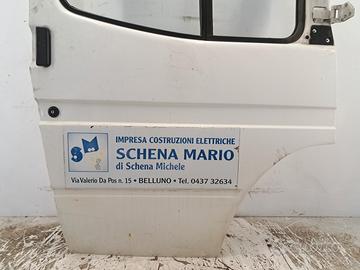 IMPRESA COSTRUZIONI ELETTRICHE
SCHENA MARIO
di Schena Michele
Via Valerio Da Pos n. 15 • BELLUNO • Tel. 0437 32634